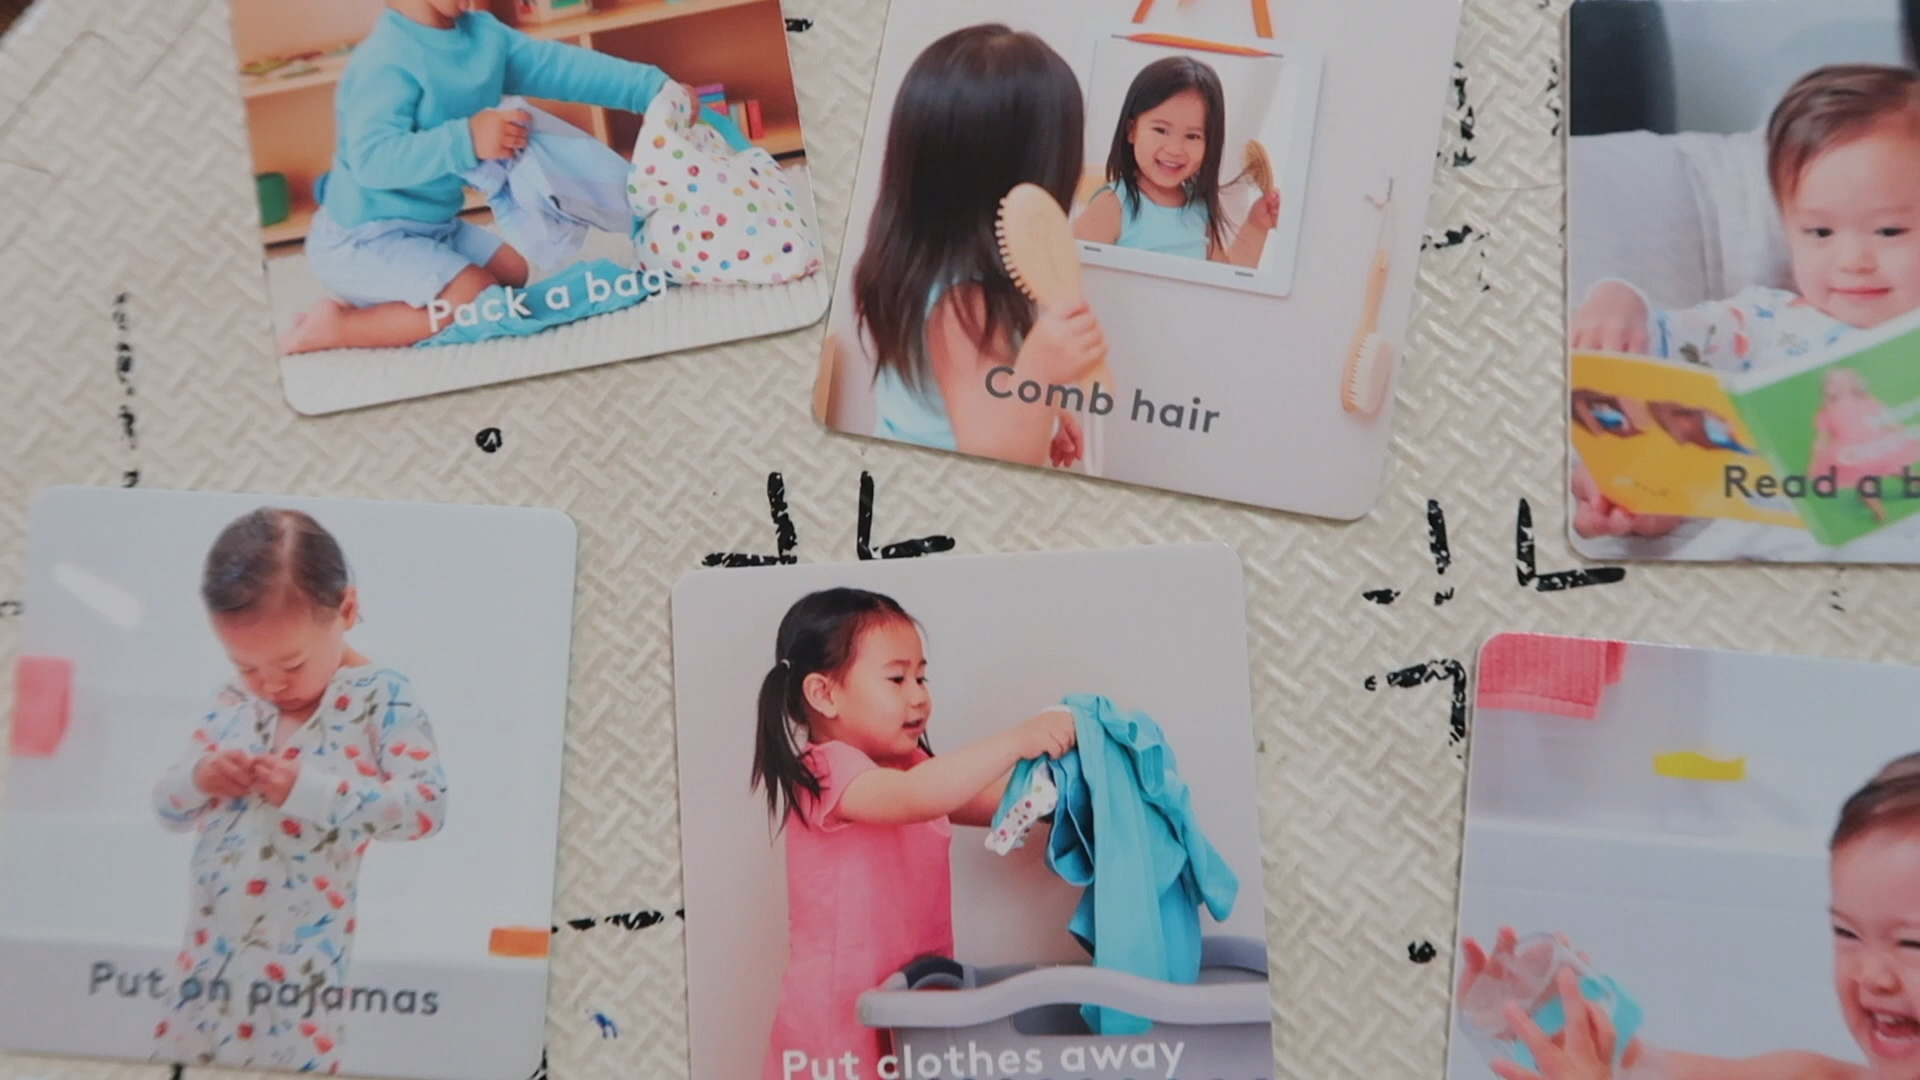 Pack a bag
Comb hair
Read a b
Put on pajamas
Put clothes away